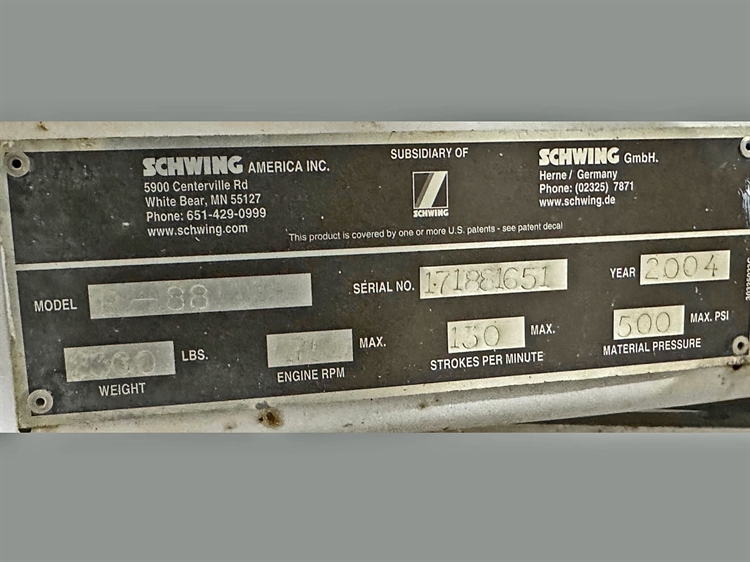 SCHWING AMERICA INC.
5900 Centerville Rd
White Bear, MN 55127
Phone: 651-429-0999
www.schwing.com
SUBSIDIARY OF
SCHWING
SCHWING GmbH.
Herne / Germany
Phone: (02325) 7871
www.schwing.de
This product is covered by one or more U.S. patents - see patent decal
MODEL
SERIAL NO. 171881651
YEAR 2004
LBS.
WEIGHT
MAX.
ENGINE RPM
130 MAX.
STROKES PER MINUTE
500 MAX. PSI
MATERIAL PRESSURE